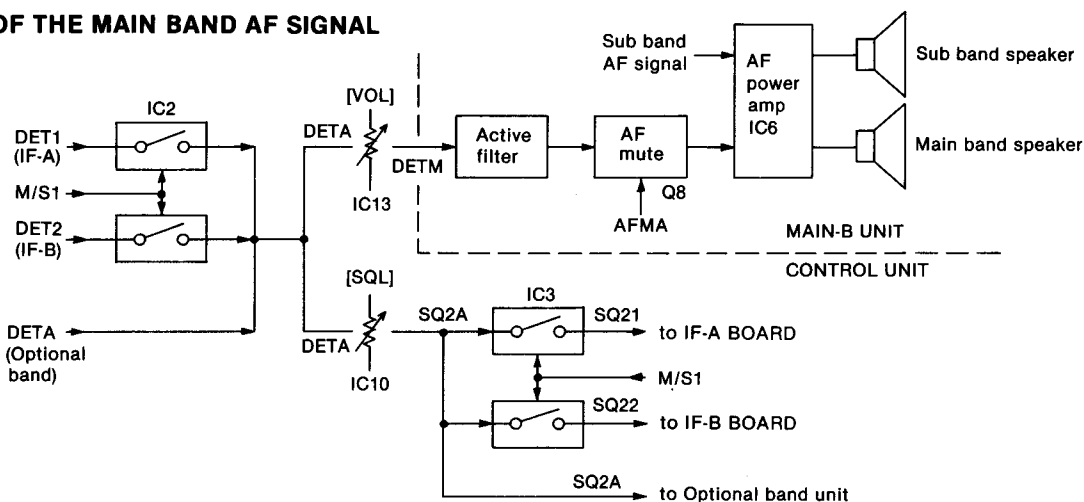 OF THE MAIN BAND AF SIGNAL
Sub band
AF signal
AF
power
amp
IC6
Sub band speaker
Main band speaker
IC2
[VOL]
DET1
(IF-A)
DETA
DETM
Active
filter
AF
mute
M/S1
IC13
Q8
DET2
(IF-B)
AFMA
MAIN-B UNIT
CONTROL UNIT
[SQL]
IC3
DETA
(Optional
band)
DETA
SQ2A
SQ21
to IF-A BOARD
IC10
M/S1
SQ22
to IF-B BOARD
SQ2A
to Optional band unit